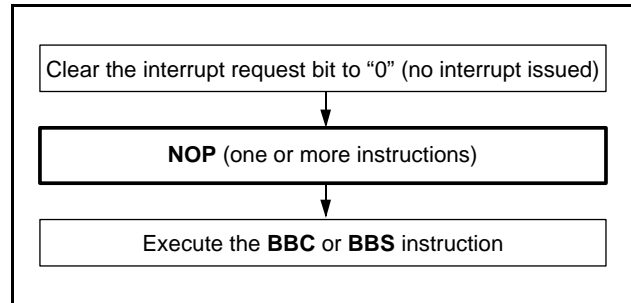 Clear the interrupt request bit to “0” (no interrupt issued)
NOP (one or more instructions)
Execute the BBC or BBS instruction